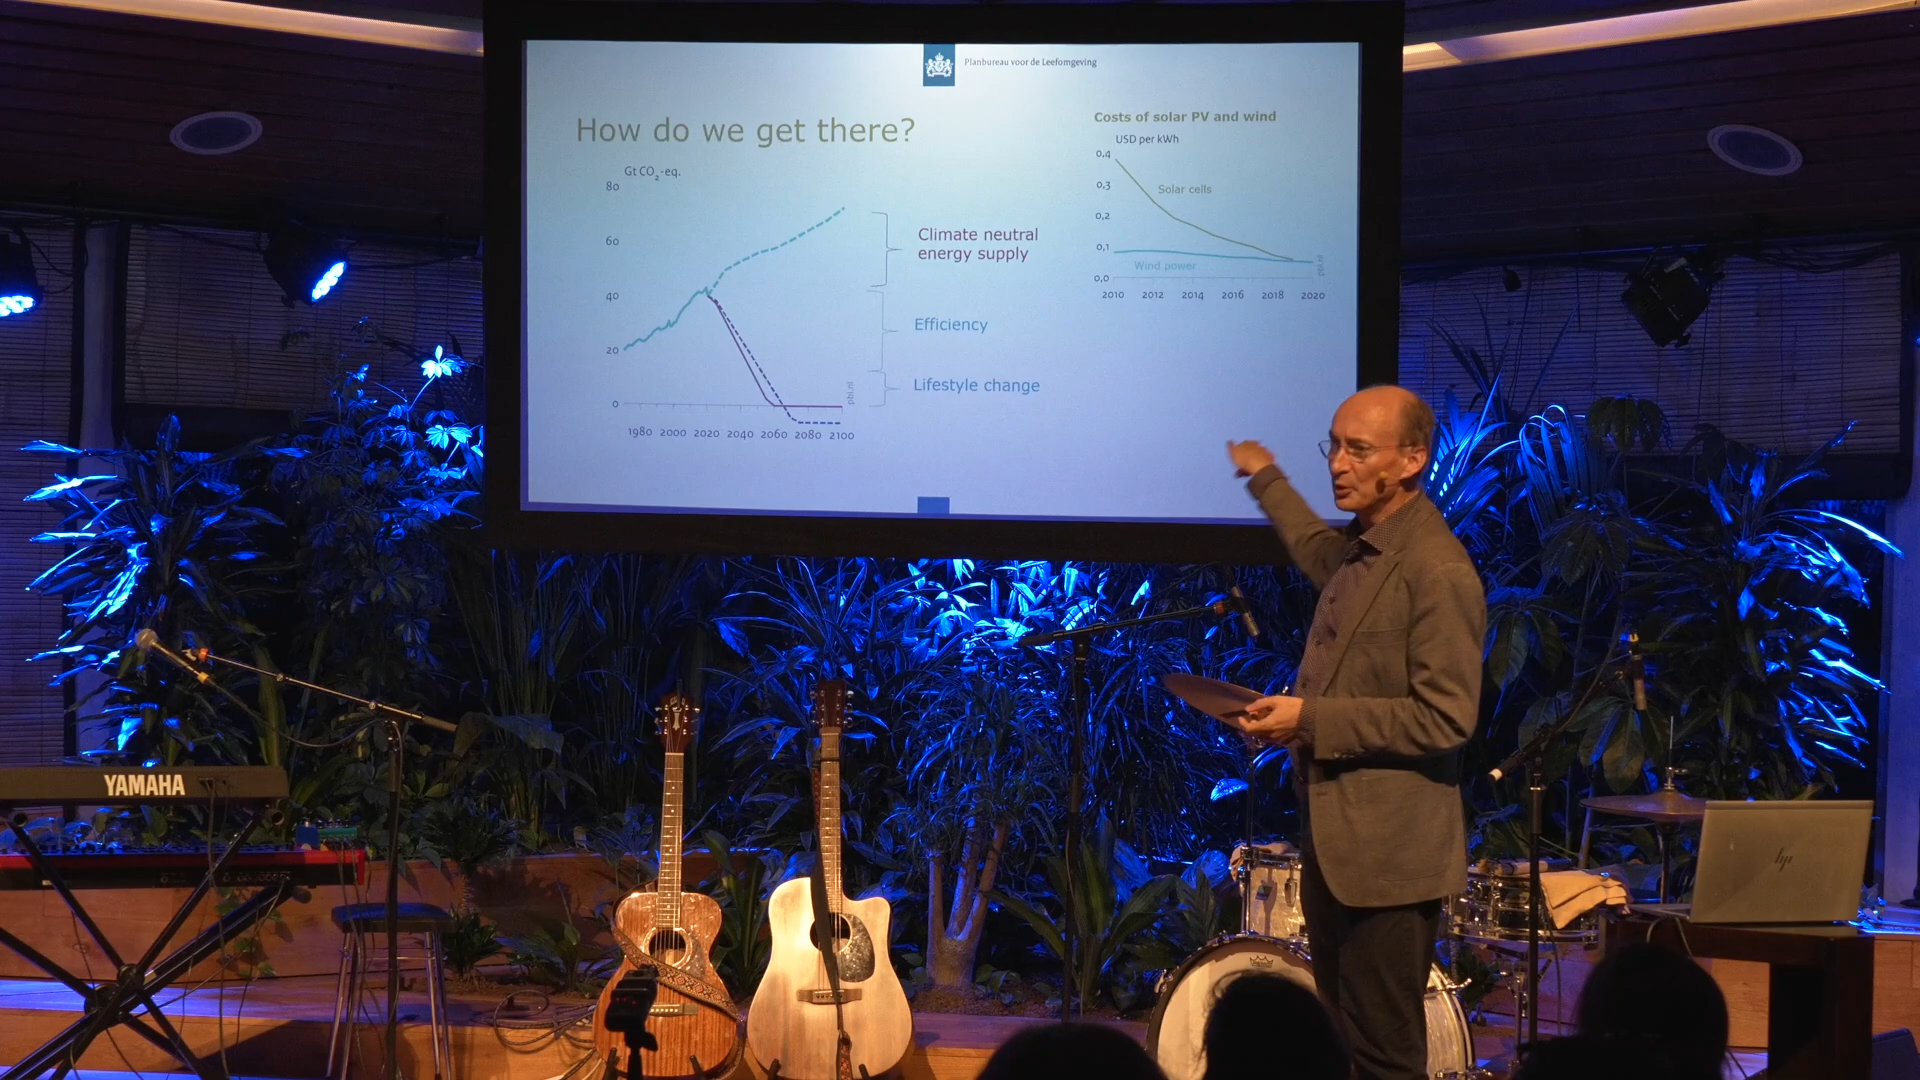 Planbureau voor de Leefomgeving
How do we get there?
Gt CO2-eq.
80
60
40
20
0
1980 2000 2020 2040 2060 2080 2100
pbl.nl
Climate neutral
energy supply
Efficiency
Lifestyle change
Costs of solar PV and wind
USD per kWh
0,4
0,3
0,2
0,1
0,0
Solar cells
Wind power
2010 2012 2014 2016 2018 2020
pbl.nl
YAMAHA
hp